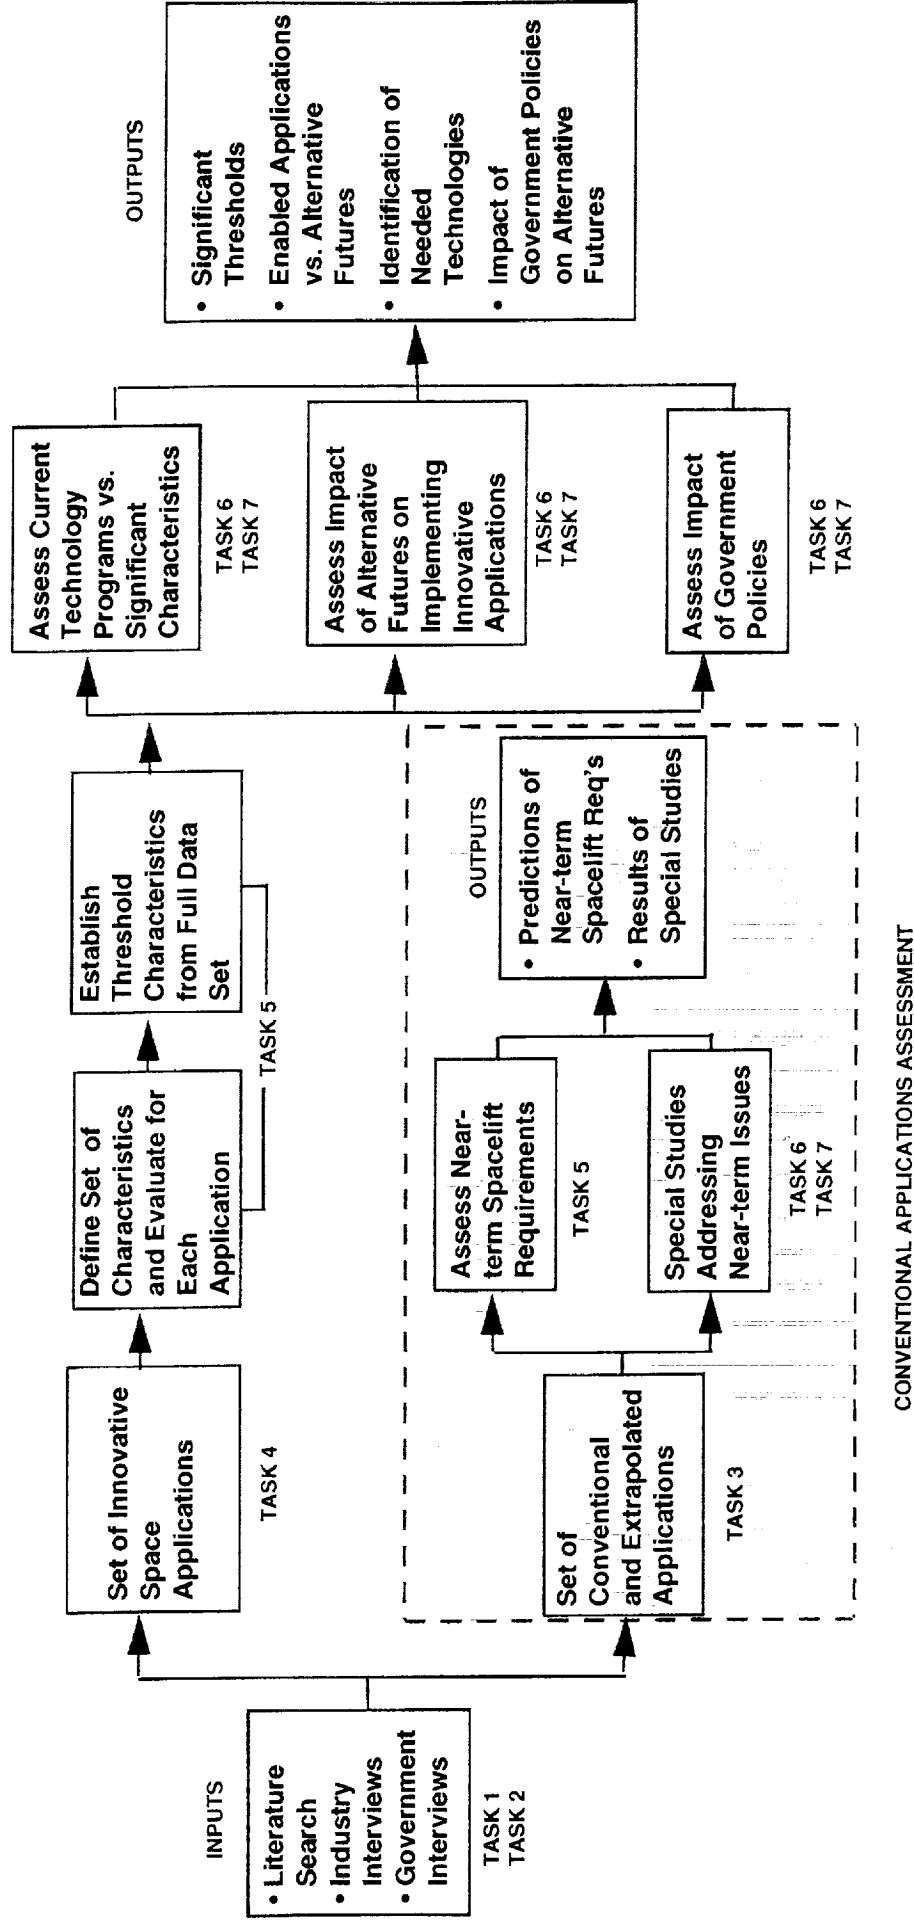 INPUTS
• Literature
Search
• Industry
Interviews
• Government
Interviews
TASK 1
TASK 2
Set of Innovative
Space
Applications
TASK 4
Define Set of
Characteristics
and Evaluate for
Each
Application
Establish
Threshold
Characteristics
from Full Data
Set
TASK 5
Set of
Conventional
and Extrapolated
Applications
TASK 3
Assess Near-
term Spacelift
Requirements
TASK 5
Special Studies
Addressing
Near-term Issues
TASK 6
TASK 7
OUTPUTS
• Predictions of
Near-term
Spacelift Req's
• Results of
Special Studies
CONVENTIONAL APPLICATIONS ASSESSMENT
Assess Current
Technology
Programs vs.
Significant
Characteristics
TASK 6
TASK 7
Assess Impact
of Alternative
Futures on
Implementing
Innovative
Applications
TASK 6
TASK 7
Assess Impact
of Government
Policies
TASK 6
TASK 7
OUTPUTS
• Significant
Thresholds
• Enabled Applications
vs. Alternative
Futures
• Identification of
Needed
Technologies
• Impact of
Government Policies
on Alternative
Futures